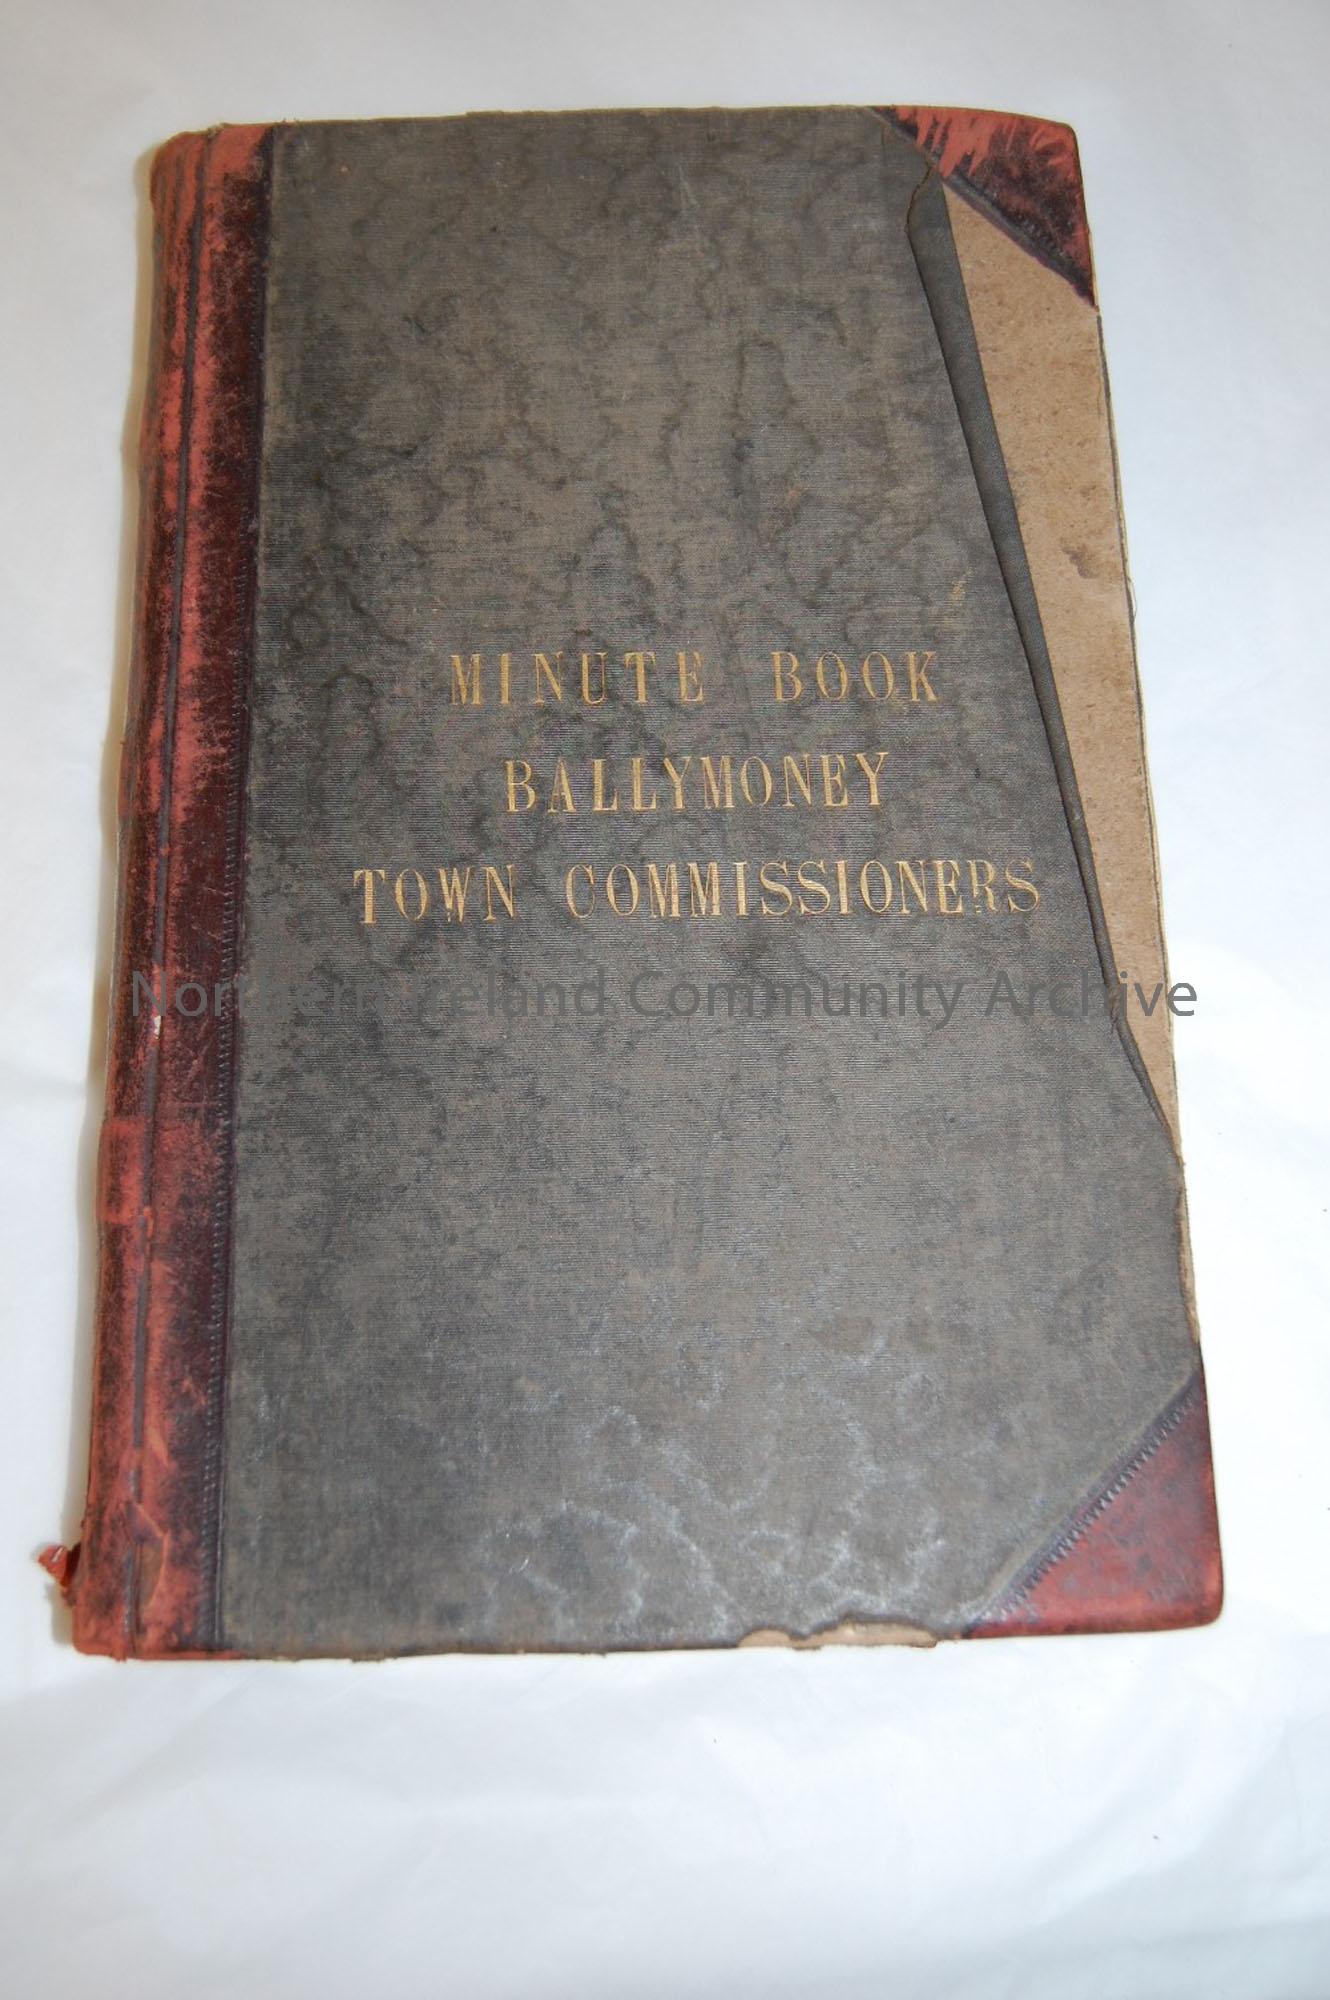 MINUTE BOOK
BALLYMONEY
TOWN COMMISSIONERS
Northern Ireland Community Archive